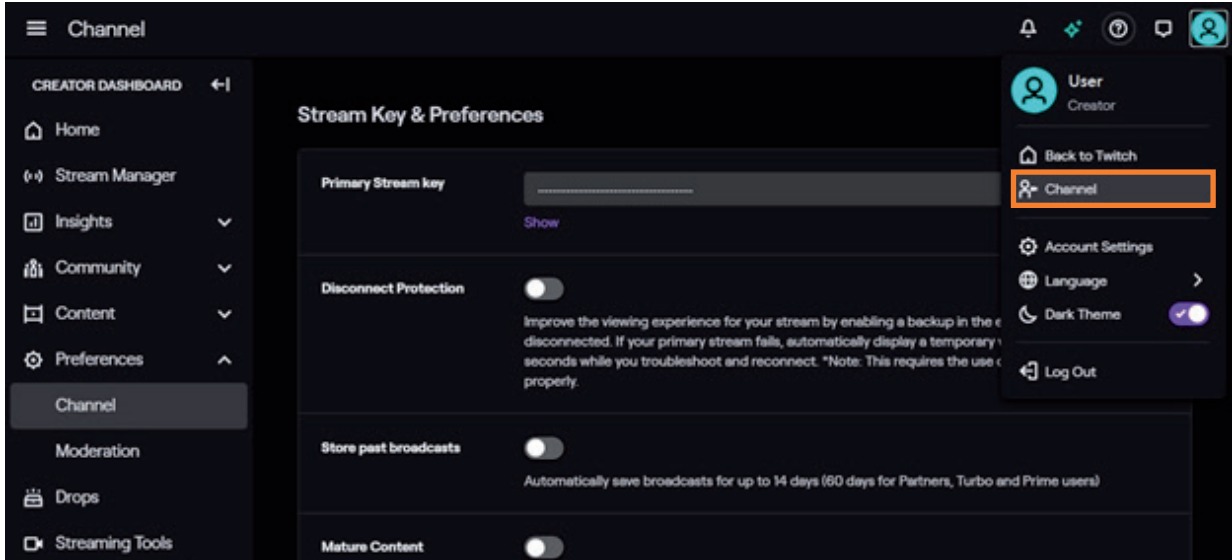 Channel
CREATOR DASHBOARD
Home
Stream Manager
Insights
Community
Content
Preferences
Channel
Moderation
Drops
Streaming Tools
Stream Key & Preferences
Primary Stream key
Show
Disconnect Protection
Improve the viewing experience for your stream by enabling a backup in the e
disconnected. If your primary stream fails, automatically display a temporary
seconds while you troubleshoot and reconnect. *Note: This requires the use
properly.
Store past broadcasts
Automatically save broadcasts for up to 14 days (60 days for Partners, Turbo and Prime users)
Mature Content
User
Creator
Back to Twitch
Channel
Account Settings
Language
Dark Theme
Log Out